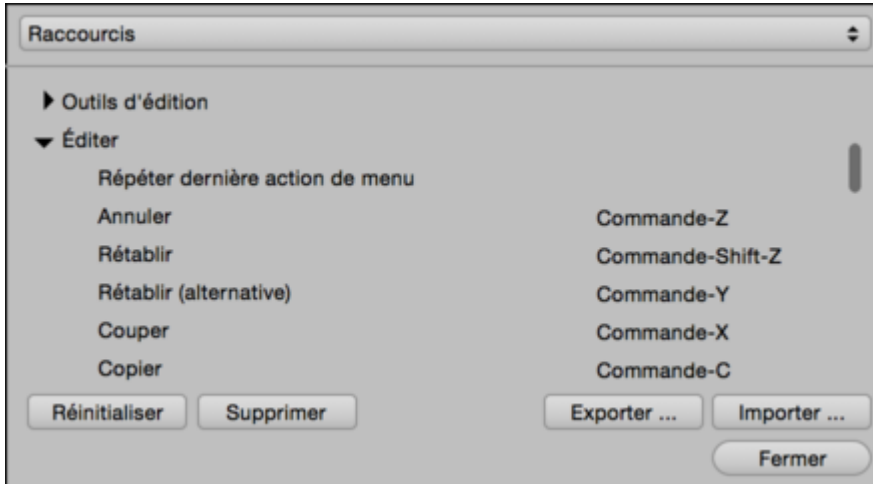 Raccourcis
Outils d'édition
Éditer
Répéter dernière action de menu
Annuler Commande-Z
Rétablir Commande-Shift-Z
Rétablir (alternative) Commande-Y
Couper Commande-X
Copier Commande-C
Réinitialiser Supprimer Exporter ... Importer ...
Fermer